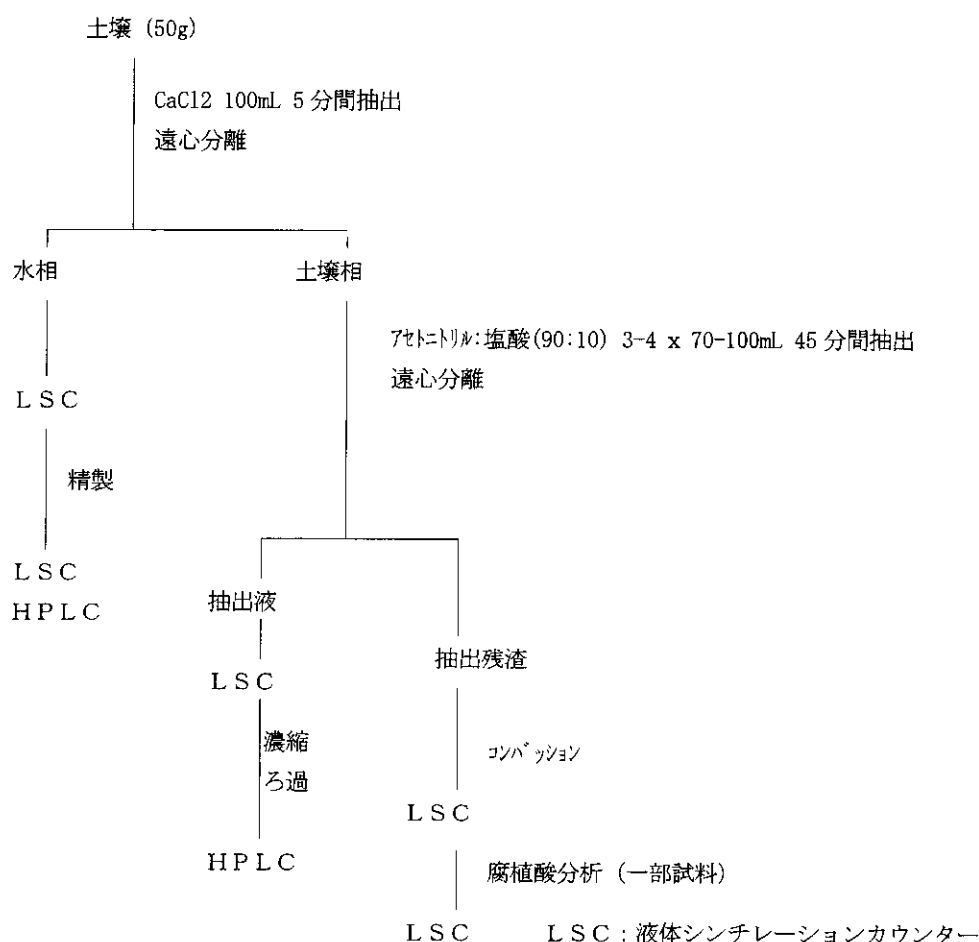 土壌 (50g)
CaCl2 100mL 5分間抽出
遠心分離
水相
土壌相
ｱｾﾄﾆﾄﾘﾙ:塩酸(90:10) 3-4 x 70-100mL 45分間抽出
遠心分離
ＬＳＣ
精製
ＬＳＣ
ＨＰＬＣ
抽出液
抽出残渣
ＬＳＣ
濃縮
ろ過
ｺﾝﾊﾞｯｼｮﾝ
ＬＳＣ
ＨＰＬＣ
腐植酸分析 (一部試料)
ＬＳＣ
ＬＳＣ：液体シンチレーションカウンター